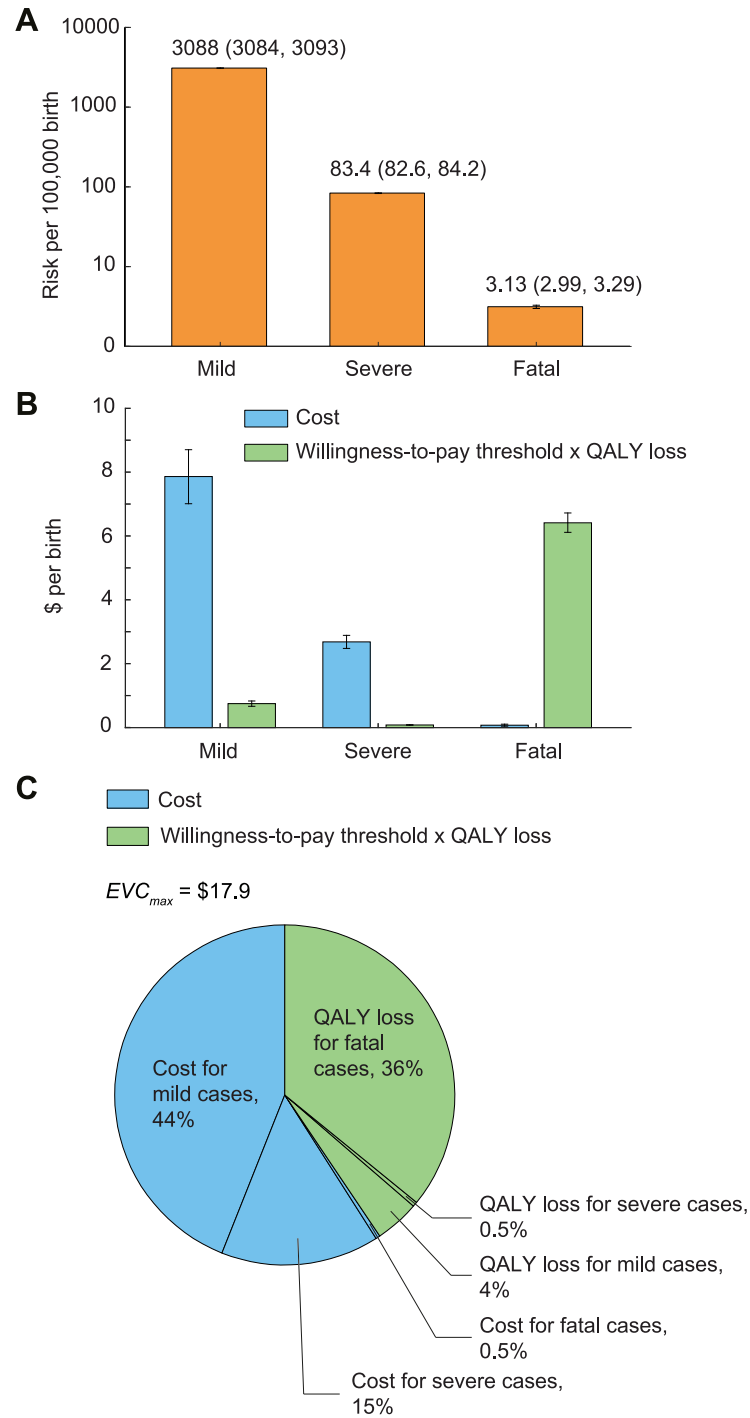 A
10000
1000
100
10
0
Risk per 100,000 birth
3088 (3084, 3093)
83.4 (82.6, 84.2)
3.13 (2.99, 3.29)
Mild
Severe
Fatal
B
10
8
6
4
2
0
$ per birth
Cost
Willingness-to-pay threshold x QALY loss
Mild
Severe
Fatal
C
Cost
Willingness-to-pay threshold x QALY loss
EVCmax = $17.9
QALY loss
for fatal
cases, 36%
Cost for
mild cases,
44%
QALY loss for severe cases,
0.5%
QALY loss for mild cases,
4%
Cost for fatal cases,
0.5%
Cost for severe cases,
15%